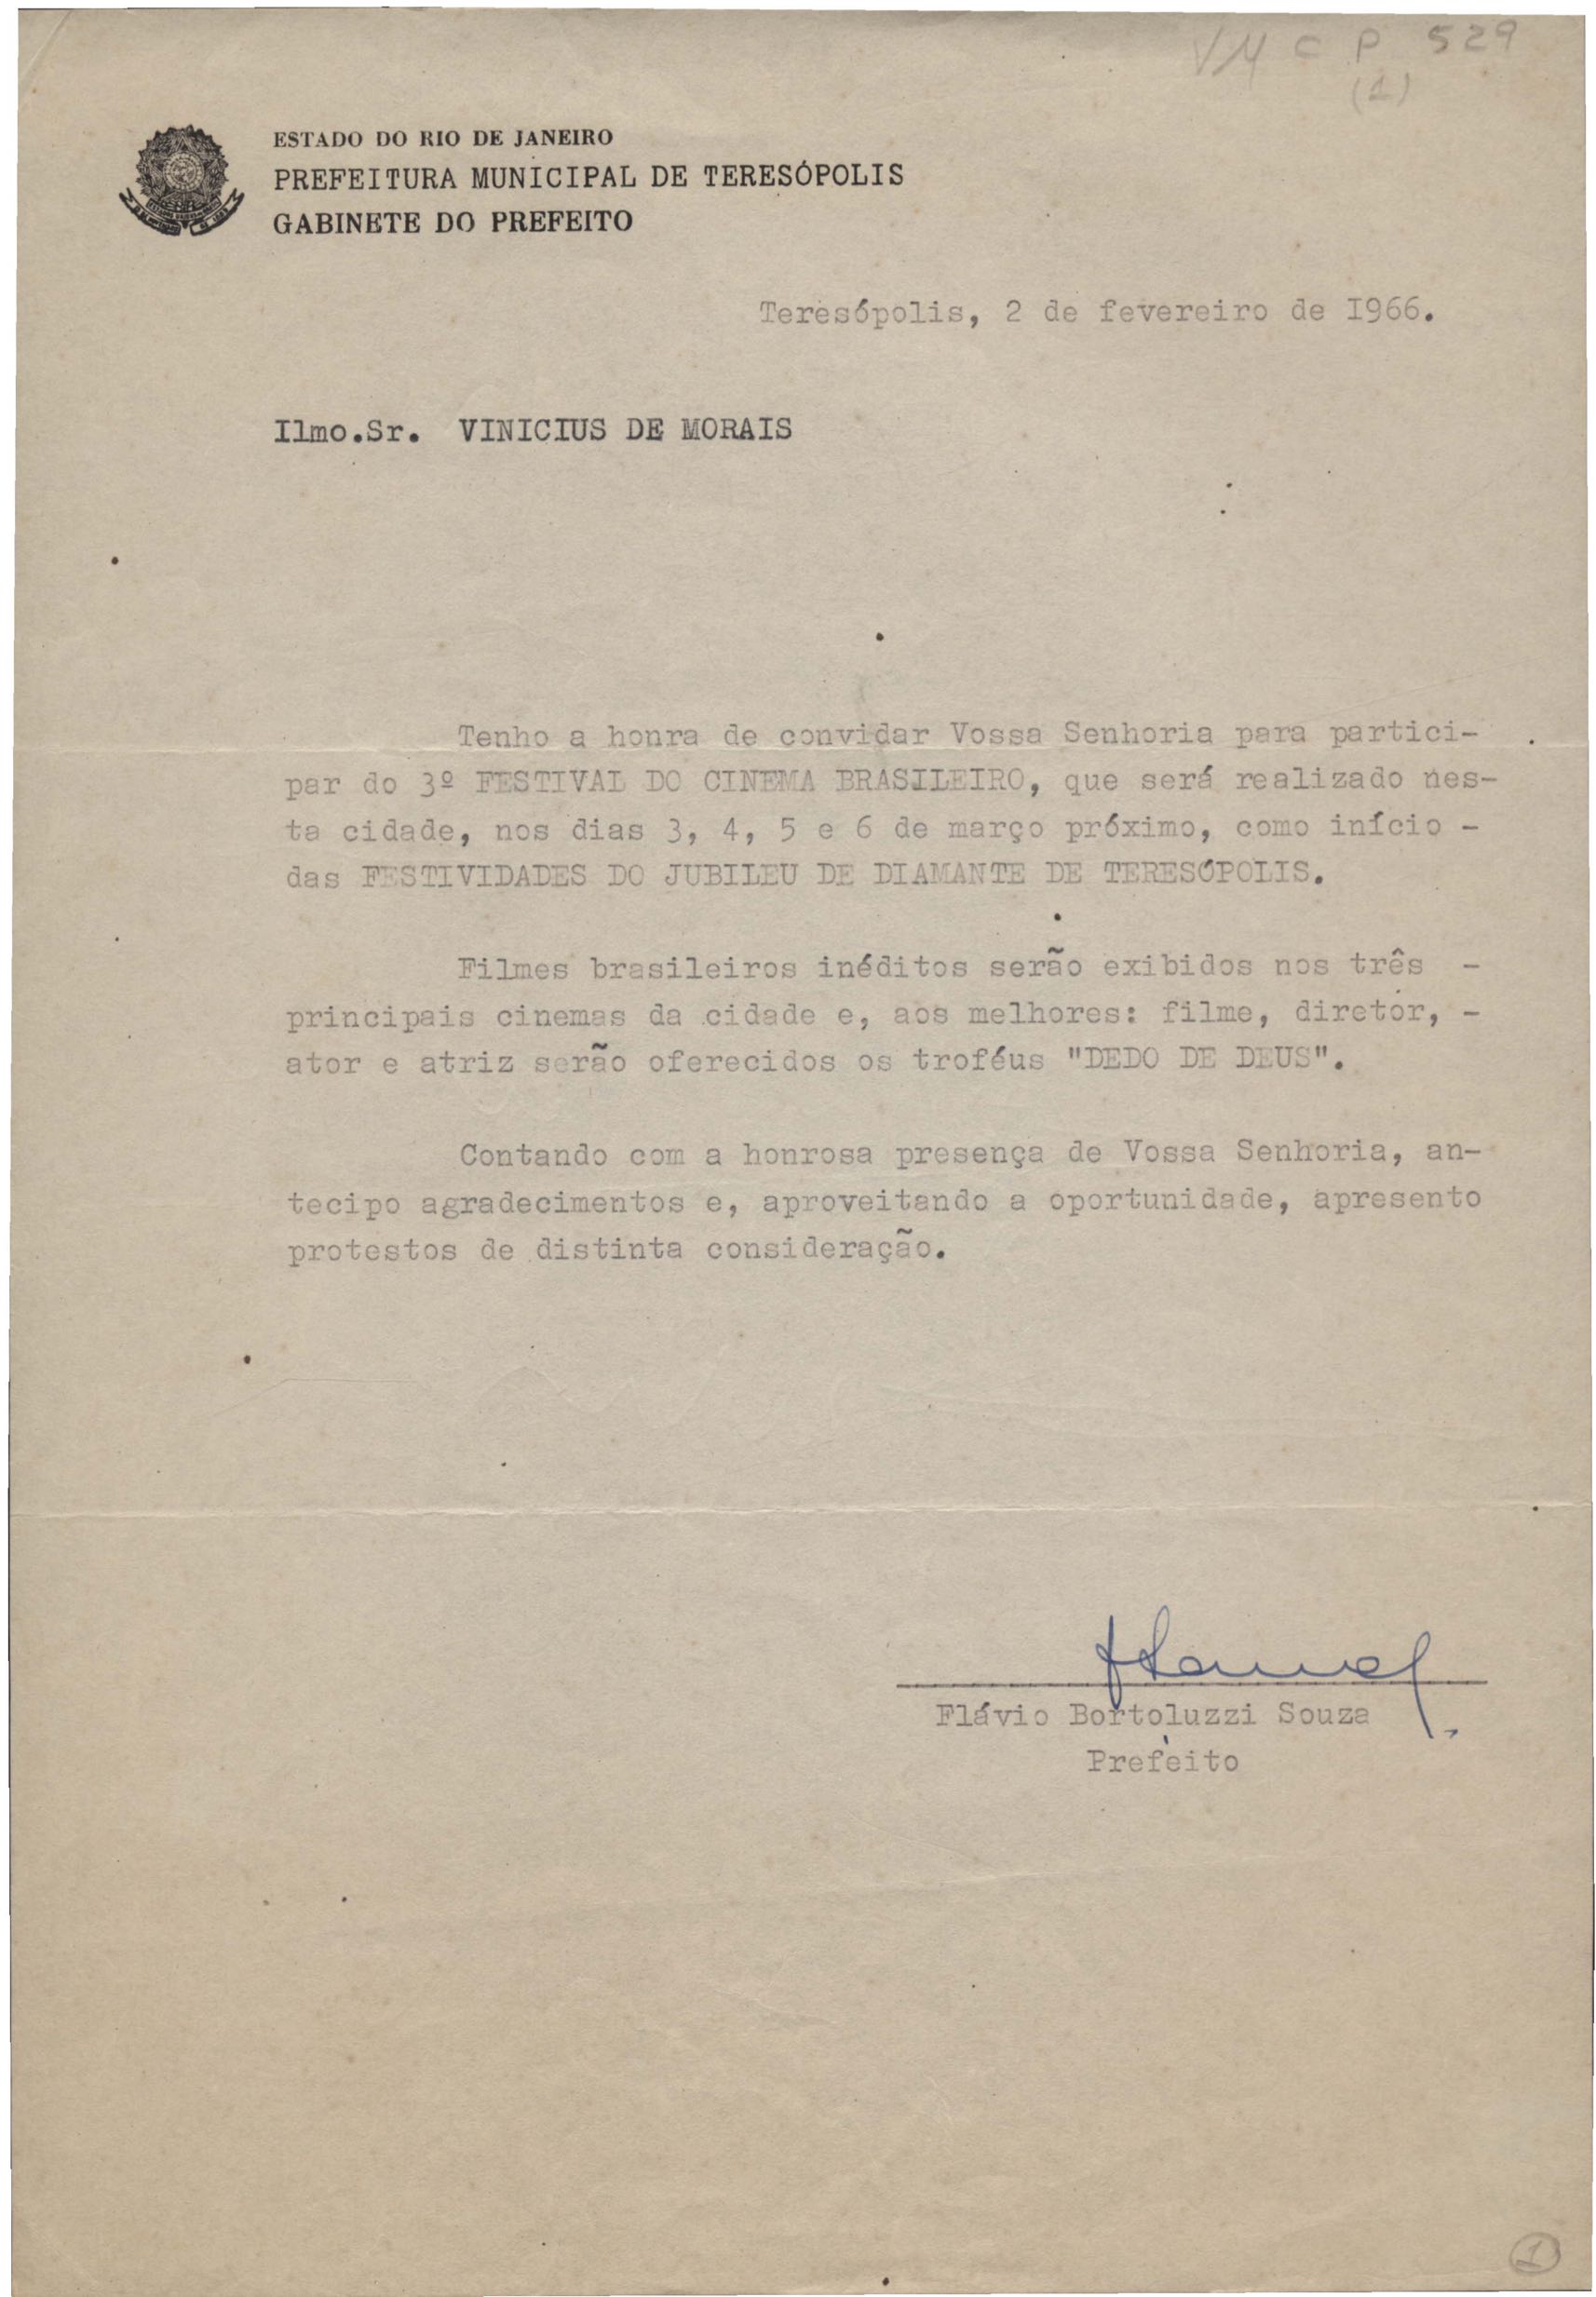 VM C P 529
(1)
ESTADO DO RIO DE JANEIRO
PREFEITURA MUNICIPAL DE TERESÓPOLIS
GABINETE DO PREFEITO
Teresópolis, 2 de fevereiro de 1966.
Ilmo.Sr. VINICIUS DE MORAIS
Tenho a honra de convidar Vossa Senhoria para partici-
par do 3º FESTIVAL DO CINEMA BRASILEIRO, que será realizado nes-
ta cidade, nos dias 3, 4, 5 e 6 de março próximo, como início -
das FESTIVIDADES DO JUBILEU DE DIAMANTE DE TERESÓPOLIS.
Filmes brasileiros inéditos serão exibidos nos três -
principais cinemas da cidade e, aos melhores: filme, diretor, -
ator e atriz serão oferecidos os troféus "DEDO DE DEUS".
Contando com a honrosa presença de Vossa Senhoria, an-
tecipo agradecimentos e, aproveitando a oportunidade, apresento
protestos de distinta consideração.
Flávio Bortoluzzi Souza
Prefeito
1